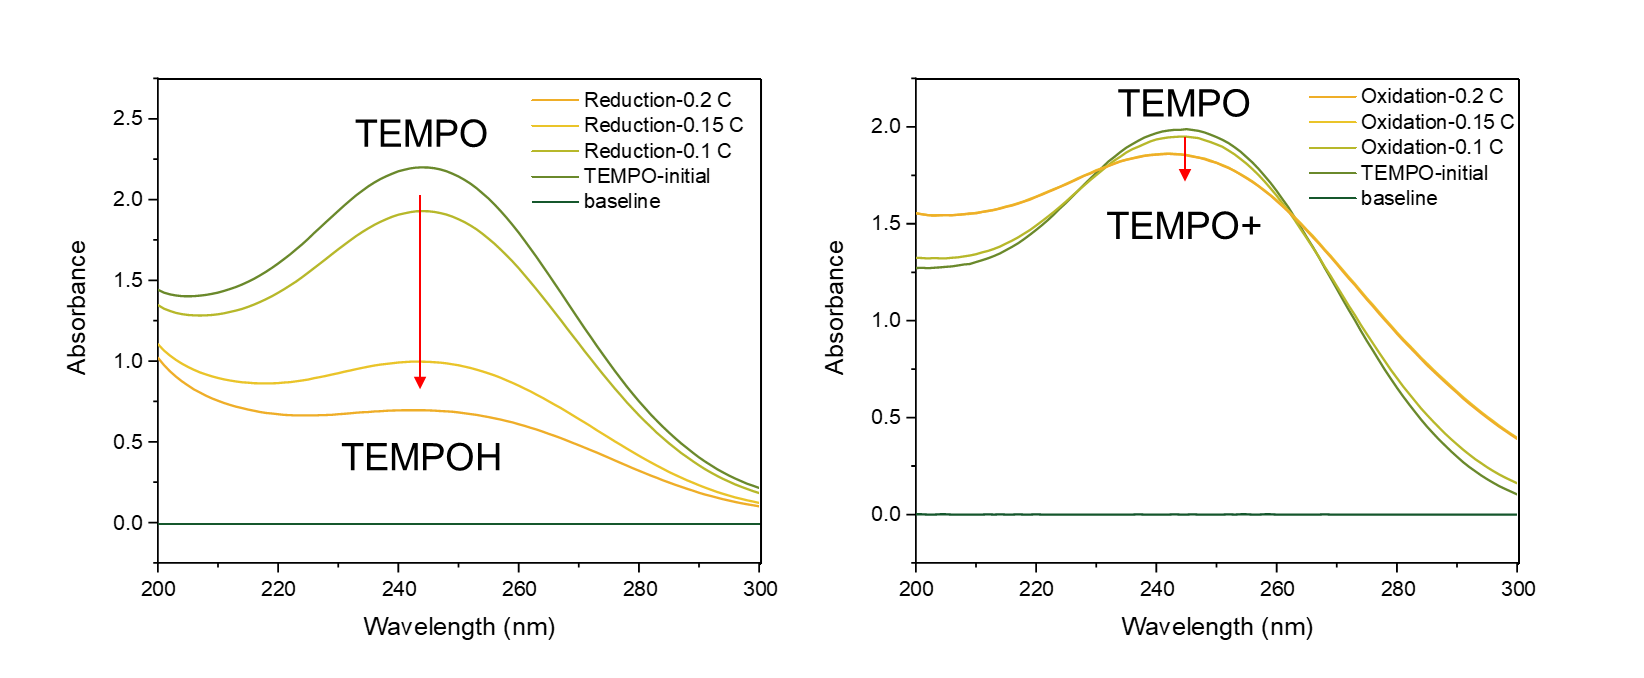 TEMPO
TEMPOH
Reduction-0.2 C
Reduction-0.15 C
Reduction-0.1 C
TEMPO-initial
baseline
2.5
2.0
1.5
1.0
0.5
0.0
Absorbance
200
220
240
260
280
300
Wavelength (nm)
TEMPO
TEMPO+
Oxidation-0.2 C
Oxidation-0.15 C
Oxidation-0.1 C
TEMPO-initial
baseline
2.0
1.5
1.0
0.5
0.0
Absorbance
200
220
240
260
280
300
Wavelength (nm)